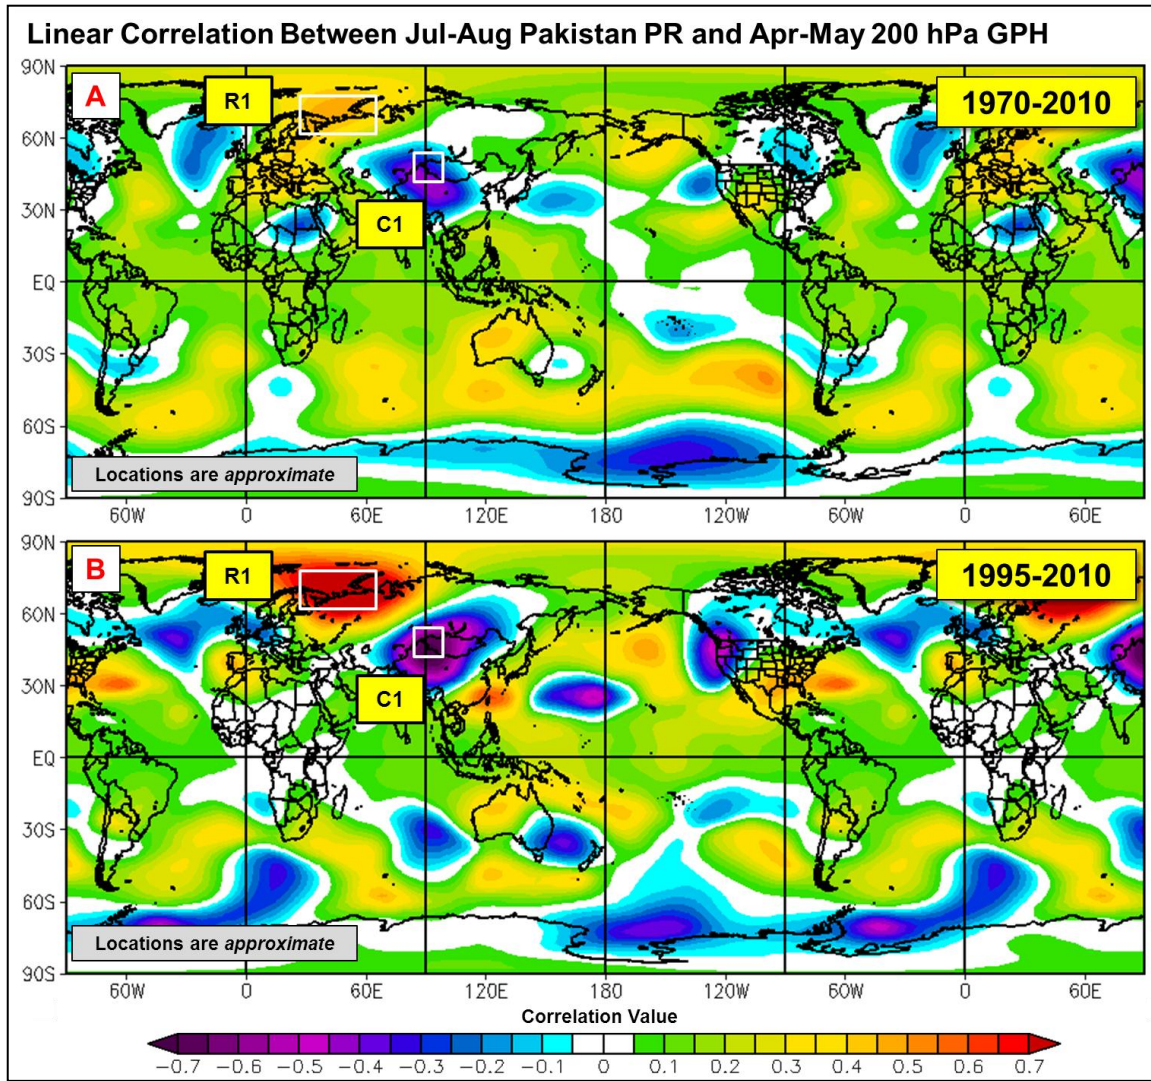 Linear Correlation Between Jul-Aug Pakistan PR and Apr-May 200 hPa GPH
90N
A
R1
1970-2010
60N
30N
C1
EQ
30S
60S
Locations are approximate
90S
60W 0 60E 120E 180 120W 60W 0 60E
90N
B
R1
1995-2010
60N
30N
C1
EQ
30S
60S
Locations are approximate
90S
60W 0 60E 120E 180 120W 60W 0 60E
Correlation Value
-0.7 -0.6 -0.5 -0.4 -0.3 -0.2 -0.1 0 0.1 0.2 0.3 0.4 0.5 0.6 0.7